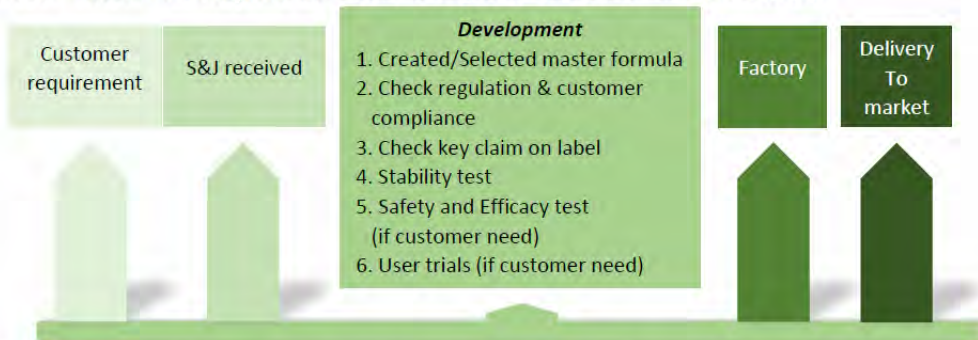 Customer
requirement
S&J received
Development
1. Created/Selected master formula
2. Check regulation & customer
compliance
3. Check key claim on label
4. Stability test
5. Safety and Efficacy test
(if customer need)
6. User trials (if customer need)
Factory
Delivery
To
market